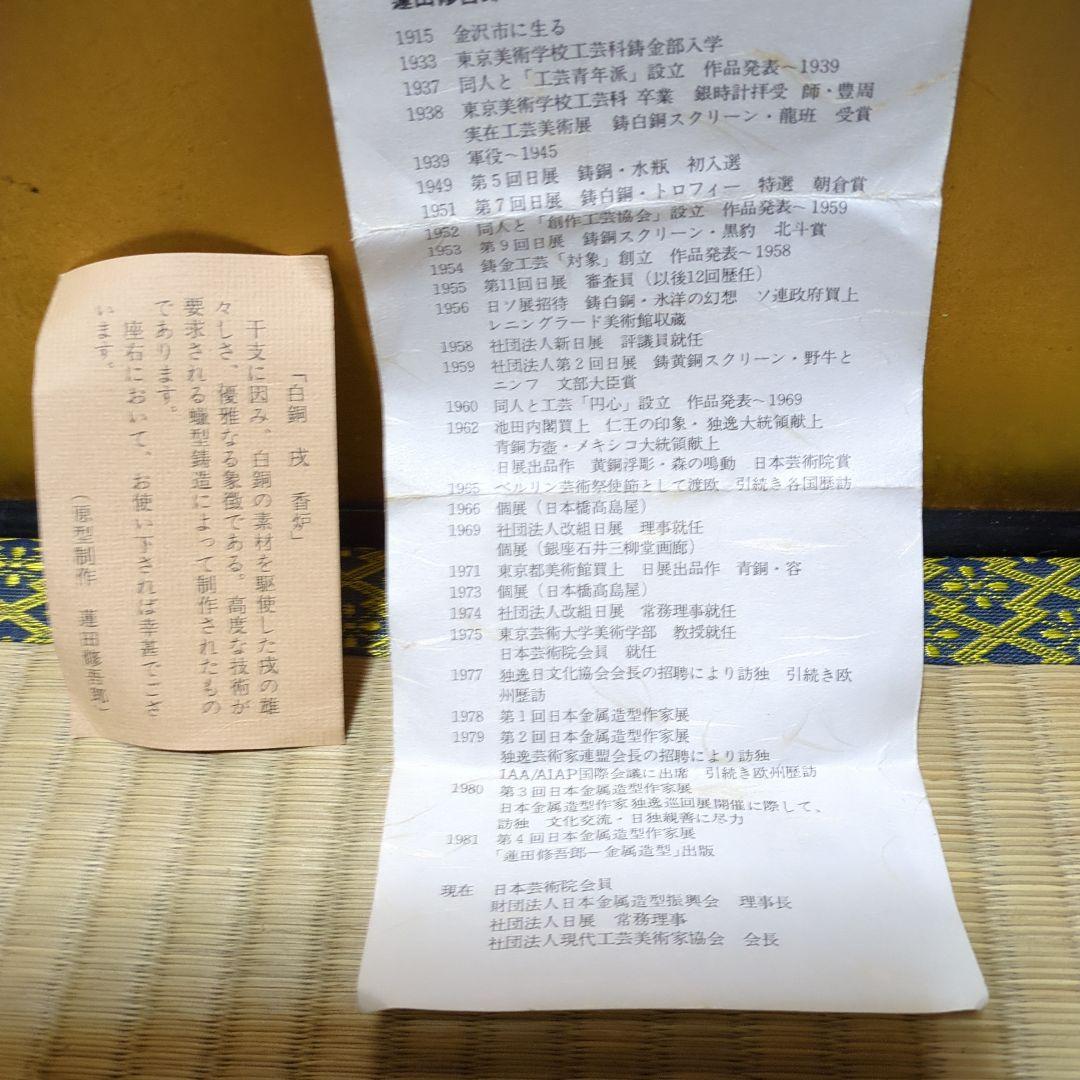 蓮田修吾郎
1915 金沢市に生る
1933 東京美術学校工芸科鋳金部入学
1937 同人と「工芸青年派」設立 作品発表〜1939
1938 東京美術学校工芸科 卒業 銀時計拝受 師・豊周
実在工芸美術展 鋳白銅スクリーン・龍班 受賞
1939 軍役〜1945
1949 第5回日展 鋳銅・水瓶 初入選
1951 第7回日展 鋳白銅・トロフィー 特選 朝倉賞
1952 同人と「創作工芸協会」設立 作品発表〜1959
1953 第9回日展 鋳銅スクリーン・黒豹 北斗賞
1954 鋳金工芸「対象」創立 作品発表〜1958
1955 第11回日展 審査員(以後12回歴任)
1956 日ソ展招待 鋳白銅・氷洋の幻想 ソ連政府買上
レニングラード美術館収蔵
1958 社団法人新日展 評議員就任
1959 社団法人第2回日展 鋳黄銅スクリーン・野牛と
ニンフ 文部大臣賞
1960 同人と工芸「円心」設立 作品発表〜1969
1962 池田内閣買上 仁王の印象・独逸大統領献上
青銅方壺・メキシコ大統領献上
日展出品作 黄銅浮彫・森の鳴動 日本芸術院賞
1965 ベルリン芸術祭使節として渡欧 引続き各国歴訪
1966 個展(日本橋髙島屋)
1969 社団法人改組日展 理事就任
個展(銀座石井三柳堂画廊)
1971 東京都美術館買上 日展出品作 青銅・容
1973 個展(日本橋髙島屋)
1974 社団法人改組日展 常務理事就任
1975 東京芸術大学美術学部 教授就任
日本芸術院会員 就任
1977 独逸日文化協会会長の招聘により訪独 引続き欧
州歴訪
1978 第1回日本金属造型作家展
1979 第2回日本金属造型作家展
独逸芸術家連盟会長の招聘により訪独
IAA/AIAP国際会議に出席 引続き欧州歴訪
1980 第3回日本金属造型作家展
日本金属造型作家独逸巡回展開催に際して、
訪独 文化交流・日独親善に尽力
1981 第4回日本金属造型作家展
「蓮田修吾郎－金属造型」出版
現在 日本芸術院会員
財団法人日本金属造型振興会 理事長
社団法人日展 常務理事
社団法人現代工芸美術家協会 会長
「白銅 戌 香炉」
干支に因み、白銅の素材を駆使した戌の雄
々しさ、優雅なる象徴である。高度な技術が
要求される蠟型鋳造によって制作されたもの
であります。
座右において、お使い下されば幸甚でござ
います。
(原型制作 蓮田修吾郎)